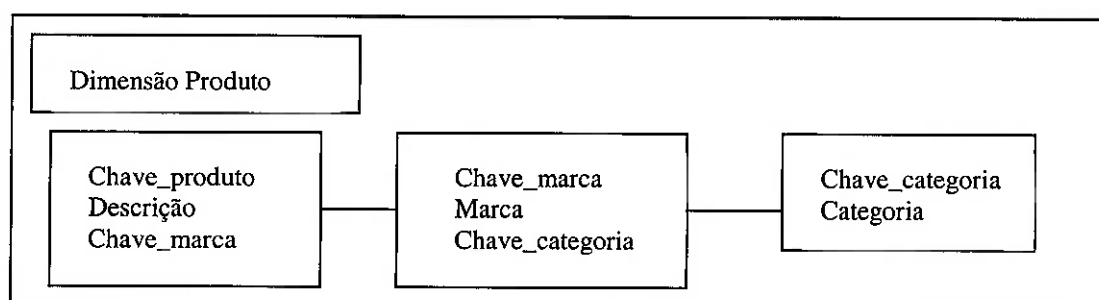 Dimensão Produto
Chave_produto
Descrição
Chave_marca
Chave_marca
Marca
Chave_categoria
Chave_categoria
Categoria